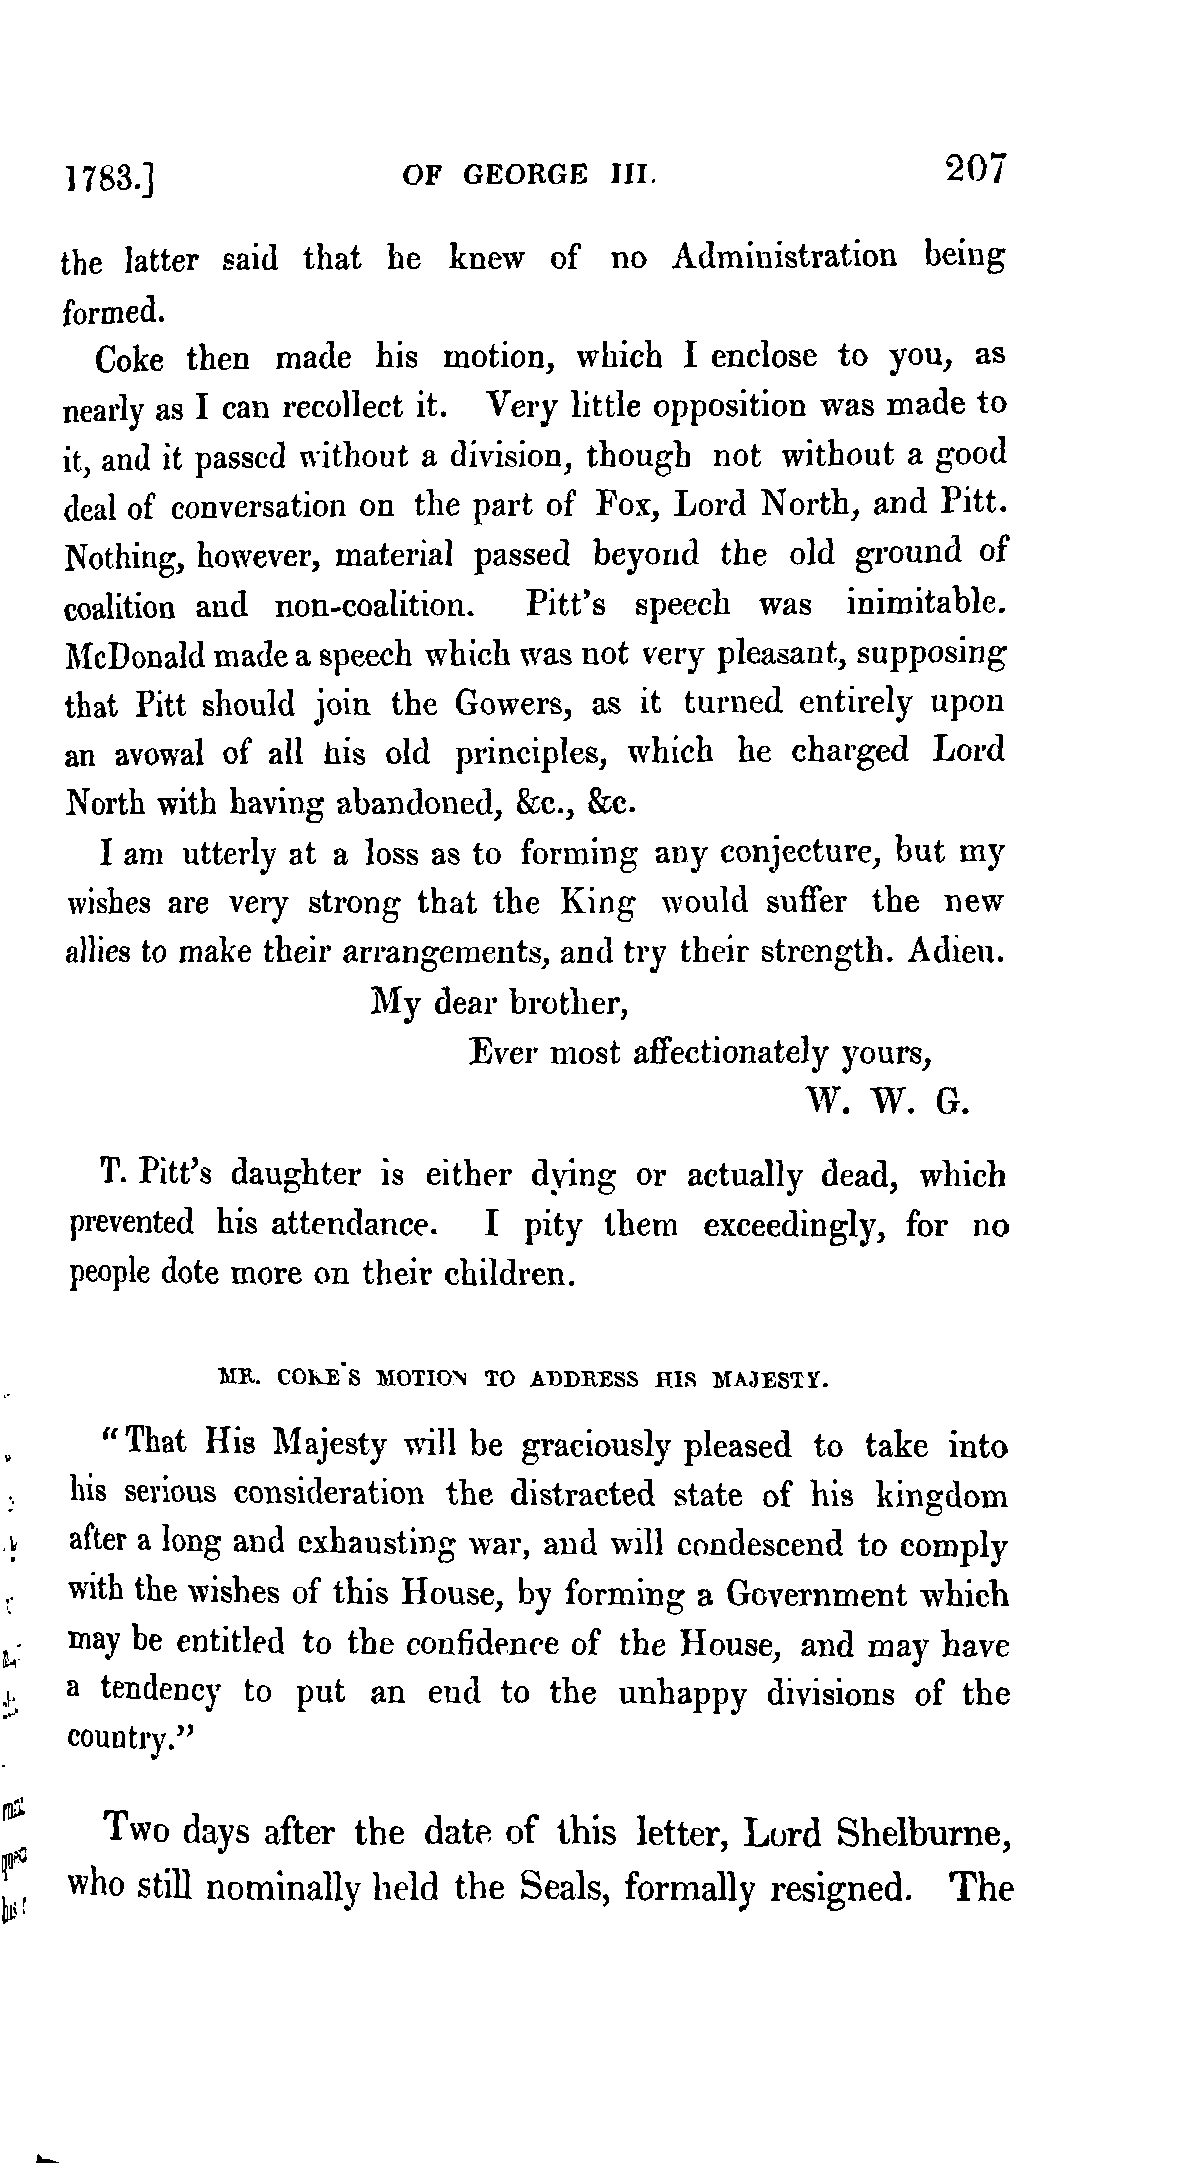 1783.] OF GEORGE III. 207
the latter said that he knew of no Administration being
formed.
Coke then made his motion, which I enclose to you, as
nearly as I can recollect it. Very little opposition was made to
it, and it passed without a division, though not without a good
deal of conversation on the part of Fox, Lord North, and Pitt.
Nothing, however, material passed beyond the old ground of
coalition and non-coalition. Pitt's speech was inimitable.
McDonald made a speech which was not very pleasant, supposing
that Pitt should join the Gowers, as it turned entirely upon
an avowal of all his old principles, which he charged Lord
North with having abandoned, &c., &c.
I am utterly at a loss as to forming any conjecture, but my
wishes are very strong that the King would suffer the new
allies to make their arrangements, and try their strength. Adieu.
My dear brother,
Ever most affectionately yours,
W. W. G.
T. Pitt's daughter is either dying or actually dead, which
prevented his attendance. I pity them exceedingly, for no
people dote more on their children.
MR. COKE'S MOTION TO ADDRESS HIS MAJESTY.
"That His Majesty will be graciously pleased to take into
his serious consideration the distracted state of his kingdom
after a long and exhausting war, and will condescend to comply
with the wishes of this House, by forming a Government which
may be entitled to the confidence of the House, and may have
a tendency to put an end to the unhappy divisions of the
country."
Two days after the date of this letter, Lord Shelburne,
who still nominally held the Seals, formally resigned. The